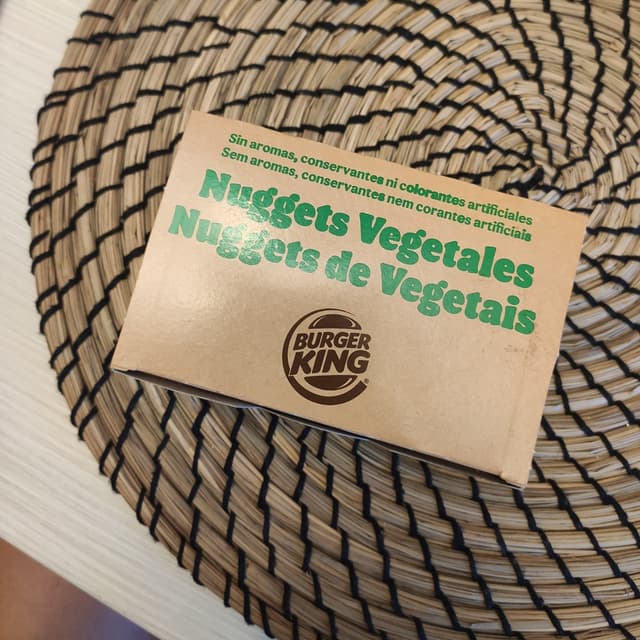 Sin aromas, conservantes ni colorantes artificiales
Sem aromas, conservantes nem corantes artificiais
Nuggets Vegetales
Nuggets de Vegetais
BURGER
KING
®